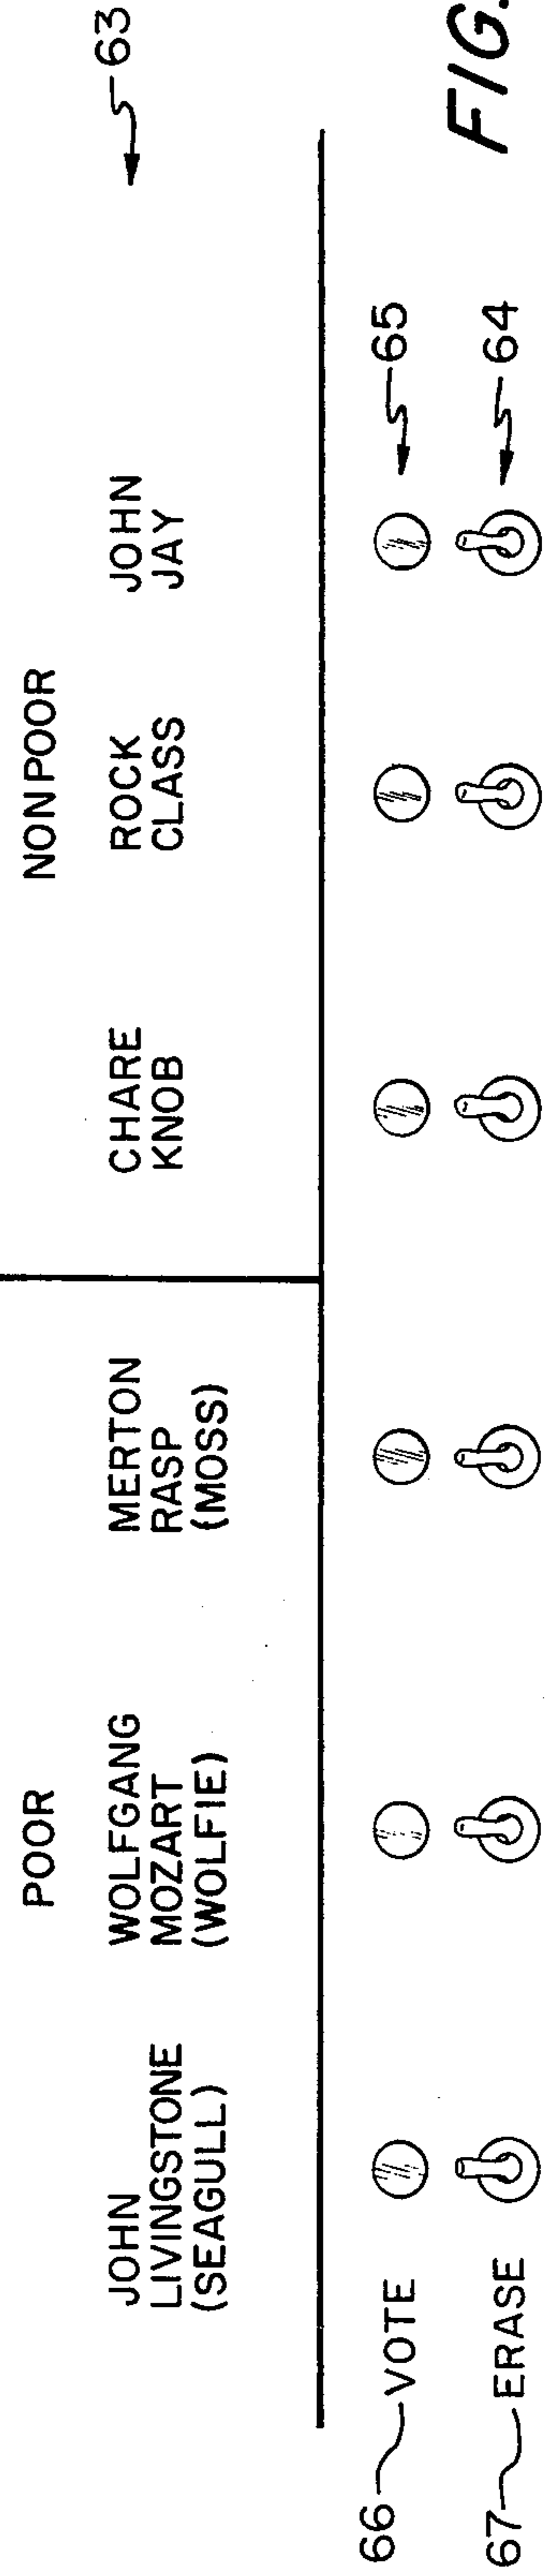 POOR
NONPOOR
63
JOHN
LIVINGSTONE
(SEAGULL)
WOLFGANG
MOZART
(WOLFIE)
MERTON
RASP
(MOSS)
CHARE
KNOB
ROCK
CLASS
JOHN
JAY
66 VOTE
65
67 ERASE
64
FIG.